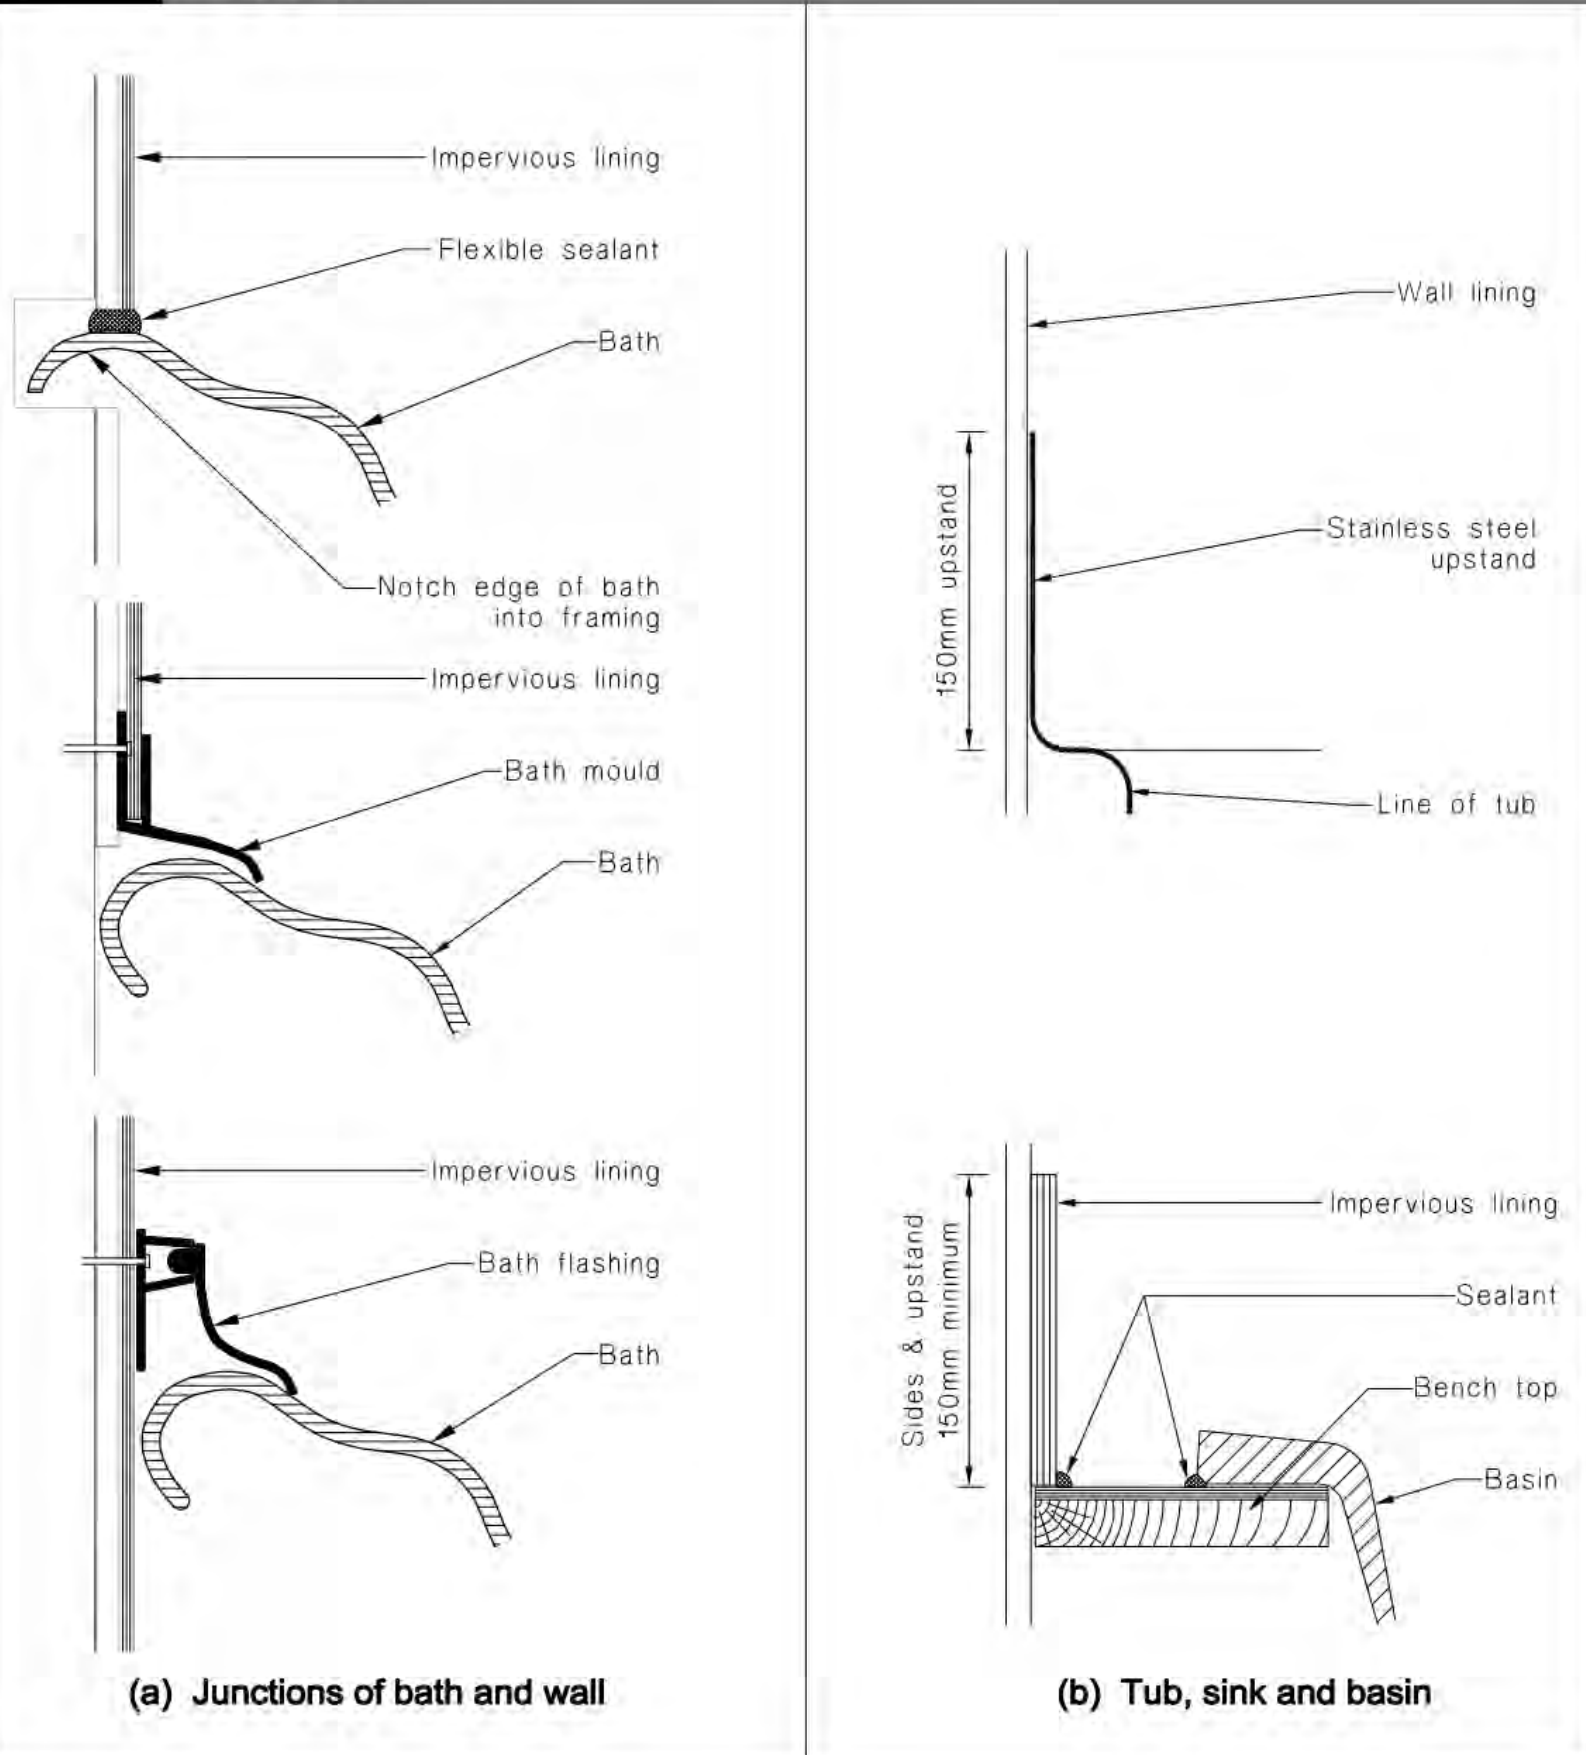 Impervious lining
Flexible sealant
Bath
Notch edge of bath
into framing
Impervious lining
Bath mould
Bath
Impervious lining
Bath flashing
Bath
(a) Junctions of bath and wall
Wall lining
150mm upstand
Stainless steel
upstand
Line of tub
Sides & upstand
150mm minimum
Impervious lining
Sealant
Bench top
Basin
(b) Tub, sink and basin